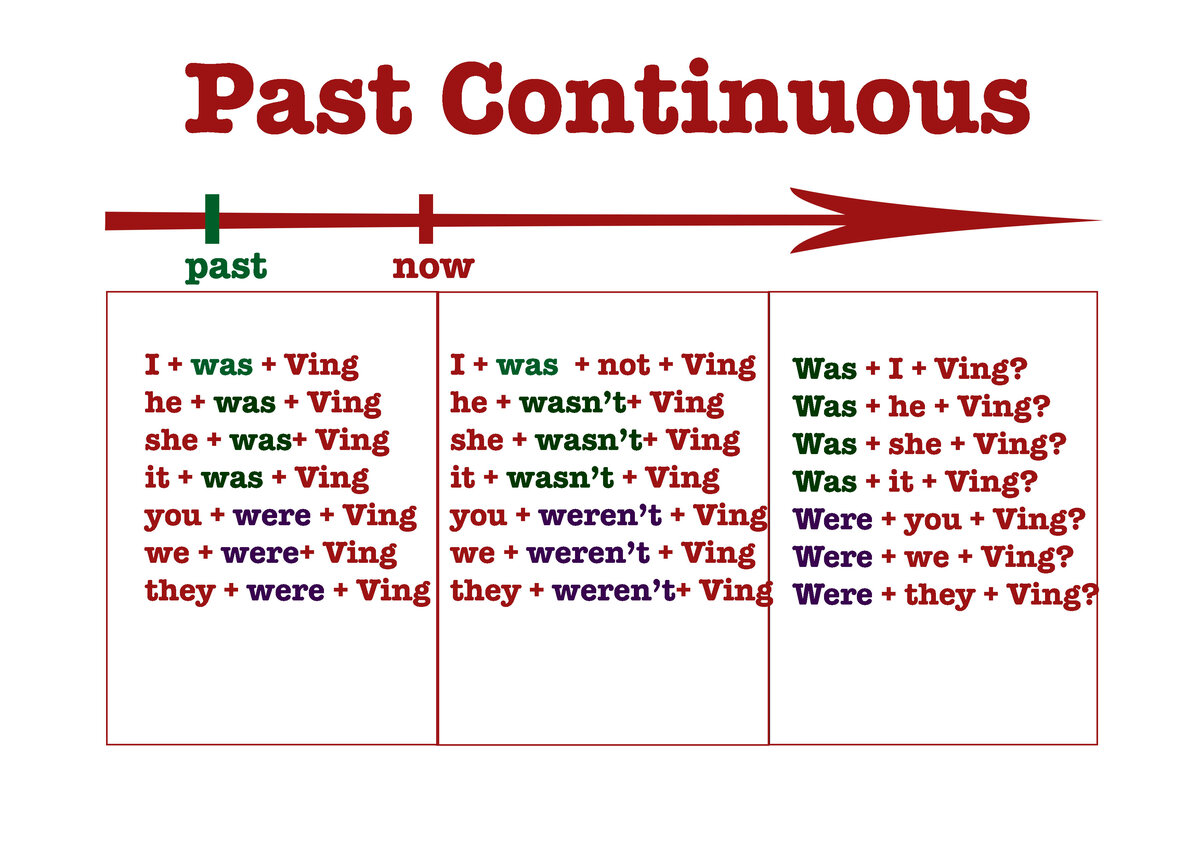 Past Continuous
past
now
I + was + Ving
he + was + Ving
she + was+ Ving
it + was + Ving
you + were + Ving
we + were+ Ving
they + were + Ving
I + was + not + Ving
he + wasn’t+ Ving
she + wasn’t+ Ving
it + wasn’t + Ving
you + weren’t + Ving
we + weren’t + Ving
they + weren’t+ Ving
Was + I + Ving?
Was + he + Ving?
Was + she + Ving?
Was + it + Ving?
Were + you + Ving?
Were + we + Ving?
Were + they + Ving?